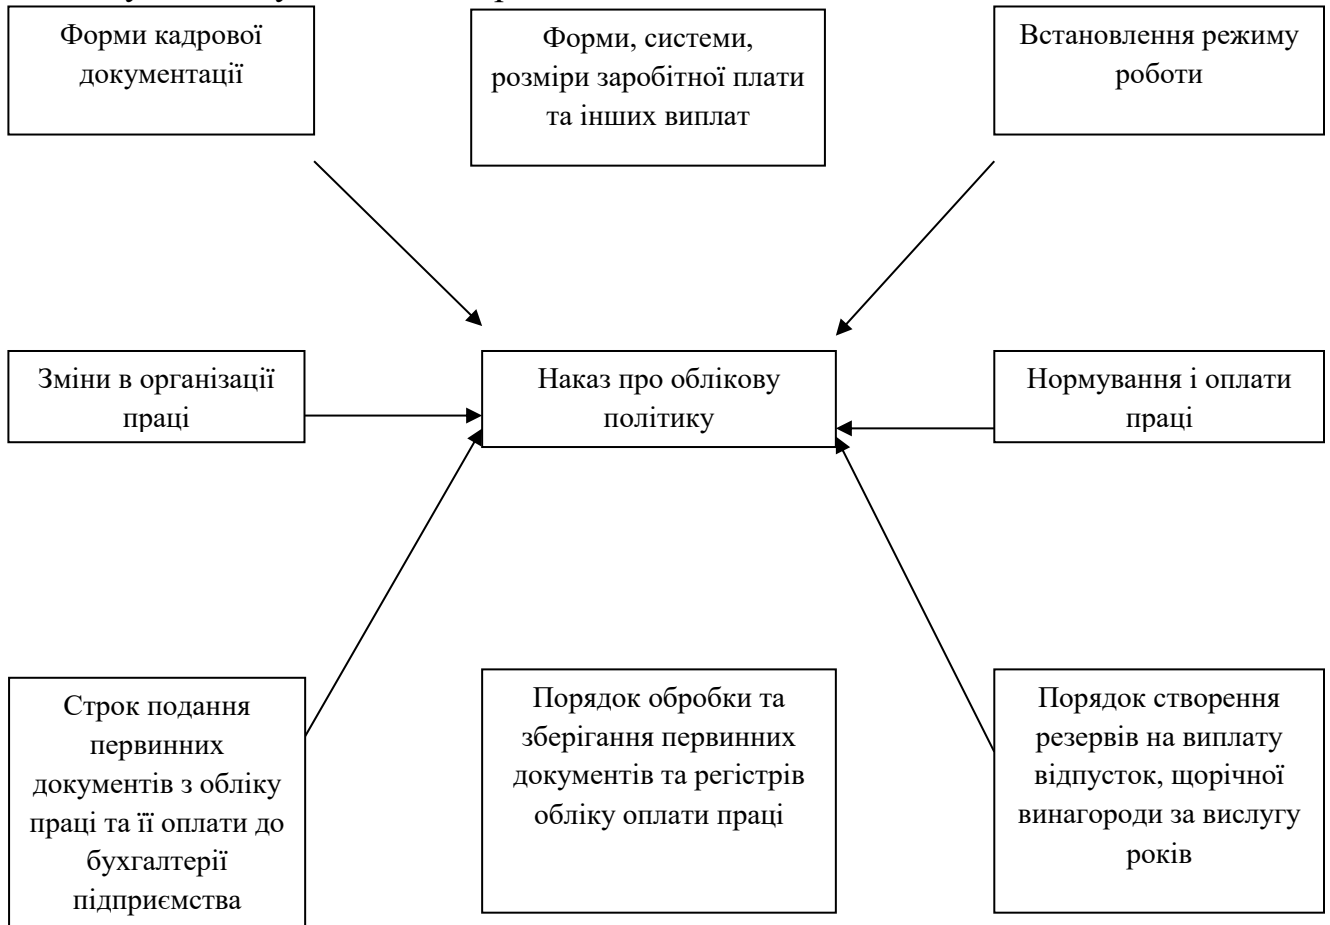 Форми кадрової
документації
Форми, системи,
розміри заробітної плати
та інших виплат
Встановлення режиму
роботи
Зміни в організації
праці
Наказ про облікову
політику
Нормування і оплати
праці
Строк подання
первинних
документів з обліку
праці та її оплати до
бухгалтерії
підприємства
Порядок обробки та
зберігання первинних
документів та регістрів
обліку оплати праці
Порядок створення
резервів на виплату
відпусток, щорічної
винагороди за вислугу
років